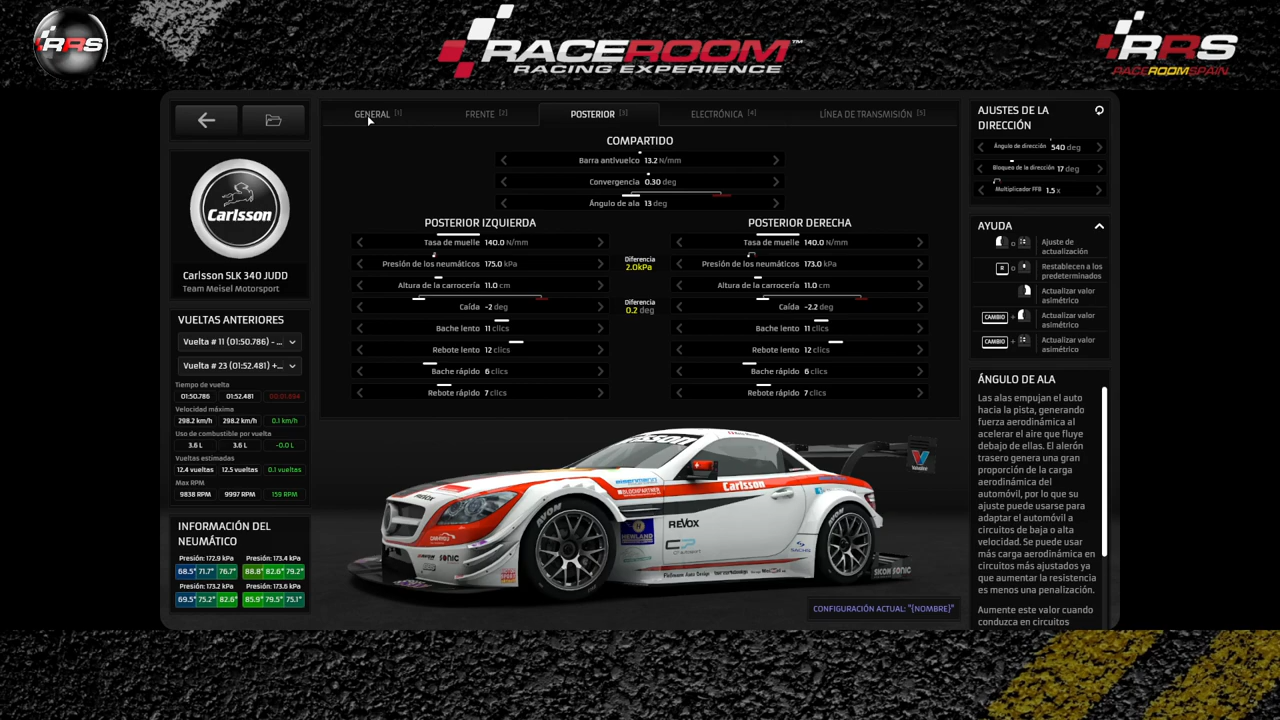 RRS
RACEROOM™
RACING EXPERIENCE
RRS
RACEROOMSPAIN
GENERAL [1]
FRENTE [2]
POSTERIOR [3]
ELECTRÓNICA [4]
LÍNEA DE TRANSMISIÓN [5]
COMPARTIDO
Barra antivuelco 13.2 N/mm
Convergencia 0.30 deg
Ángulo de ala 13 deg
POSTERIOR IZQUIERDA
Tasa de muelle 140.0 N/mm
Presión de los neumáticos 175.0 kPa
Altura de la carrocería 11.0 cm
Caída -2 deg
Bache lento 11 clics
Rebote lento 12 clics
Bache rápido 6 clics
Rebote rápido 7 clics
Diferencia
2.0kPa
Diferencia
0.2 deg
POSTERIOR DERECHA
Tasa de muelle 140.0 N/mm
Presión de los neumáticos 173.0 kPa
Altura de la carrocería 11.0 cm
Caída -2.2 deg
Bache lento 11 clics
Rebote lento 12 clics
Bache rápido 6 clics
Rebote rápido 7 clics
Carlsson
Carlsson SLK 340 JUDD
Team Meisel Motorsport
VUELTAS ANTERIORES
Vuelta # 11 (01:50.786) - ...
Vuelta # 23 (01:52.481) +...
Tiempo de vuelta
01:50.786 01:52.481 00:01.694
Velocidad máxima
298.2 km/h 298.2 km/h 0.1 km/h
Uso de combustible por vuelta
3.6 L 3.6 L -0.0 L
Vueltas estimadas
12.4 vueltas 12.5 vueltas 0.1 vueltas
Max RPM
9838 RPM 9997 RPM 159 RPM
INFORMACIÓN DEL
NEUMÁTICO
Presión: 172.9 kPa Presión: 173.4 kPa
68.5° 71.7° 76.7° 88.8° 82.6° 79.2°
Presión: 173.2 kPa Presión: 173.6 kPa
69.5° 75.2° 82.6° 85.9° 79.5° 75.1°
AJUSTES DE LA
DIRECCIÓN
Ángulo de dirección 540 deg
Bloqueo de la dirección 17 deg
Multiplicador FFB 1.5 x
AYUDA
o Ajuste de
actualización
R o Restablecen a los
predeterminados
Actualizar valor
asimétrico
CAMBIO + Actualizar valor
asimétrico
CAMBIO + Actualizar valor
asimétrico
ÁNGULO DE ALA
Las alas empujan el auto
hacia la pista, generando
fuerza aerodinámica al
acelerar el aire que fluye
debajo de ellas. El alerón
trasero genera una gran
proporción de la carga
aerodinámica del
automóvil, por lo que su
ajuste puede usarse para
adaptar el automóvil a
circuitos de baja o alta
velocidad. Se puede usar
más carga aerodinámica en
circuitos más ajustados ya
que aumentar la resistencia
es menos una penalización.
Aumente este valor cuando
conduzca en circuitos
Carlsson
REVOX
HEWLAND
SONIC
AVON
SACHS
Valvoline
SICOM SONIC
CONFIGURACIÓN ACTUAL: "{NOMBRE}"